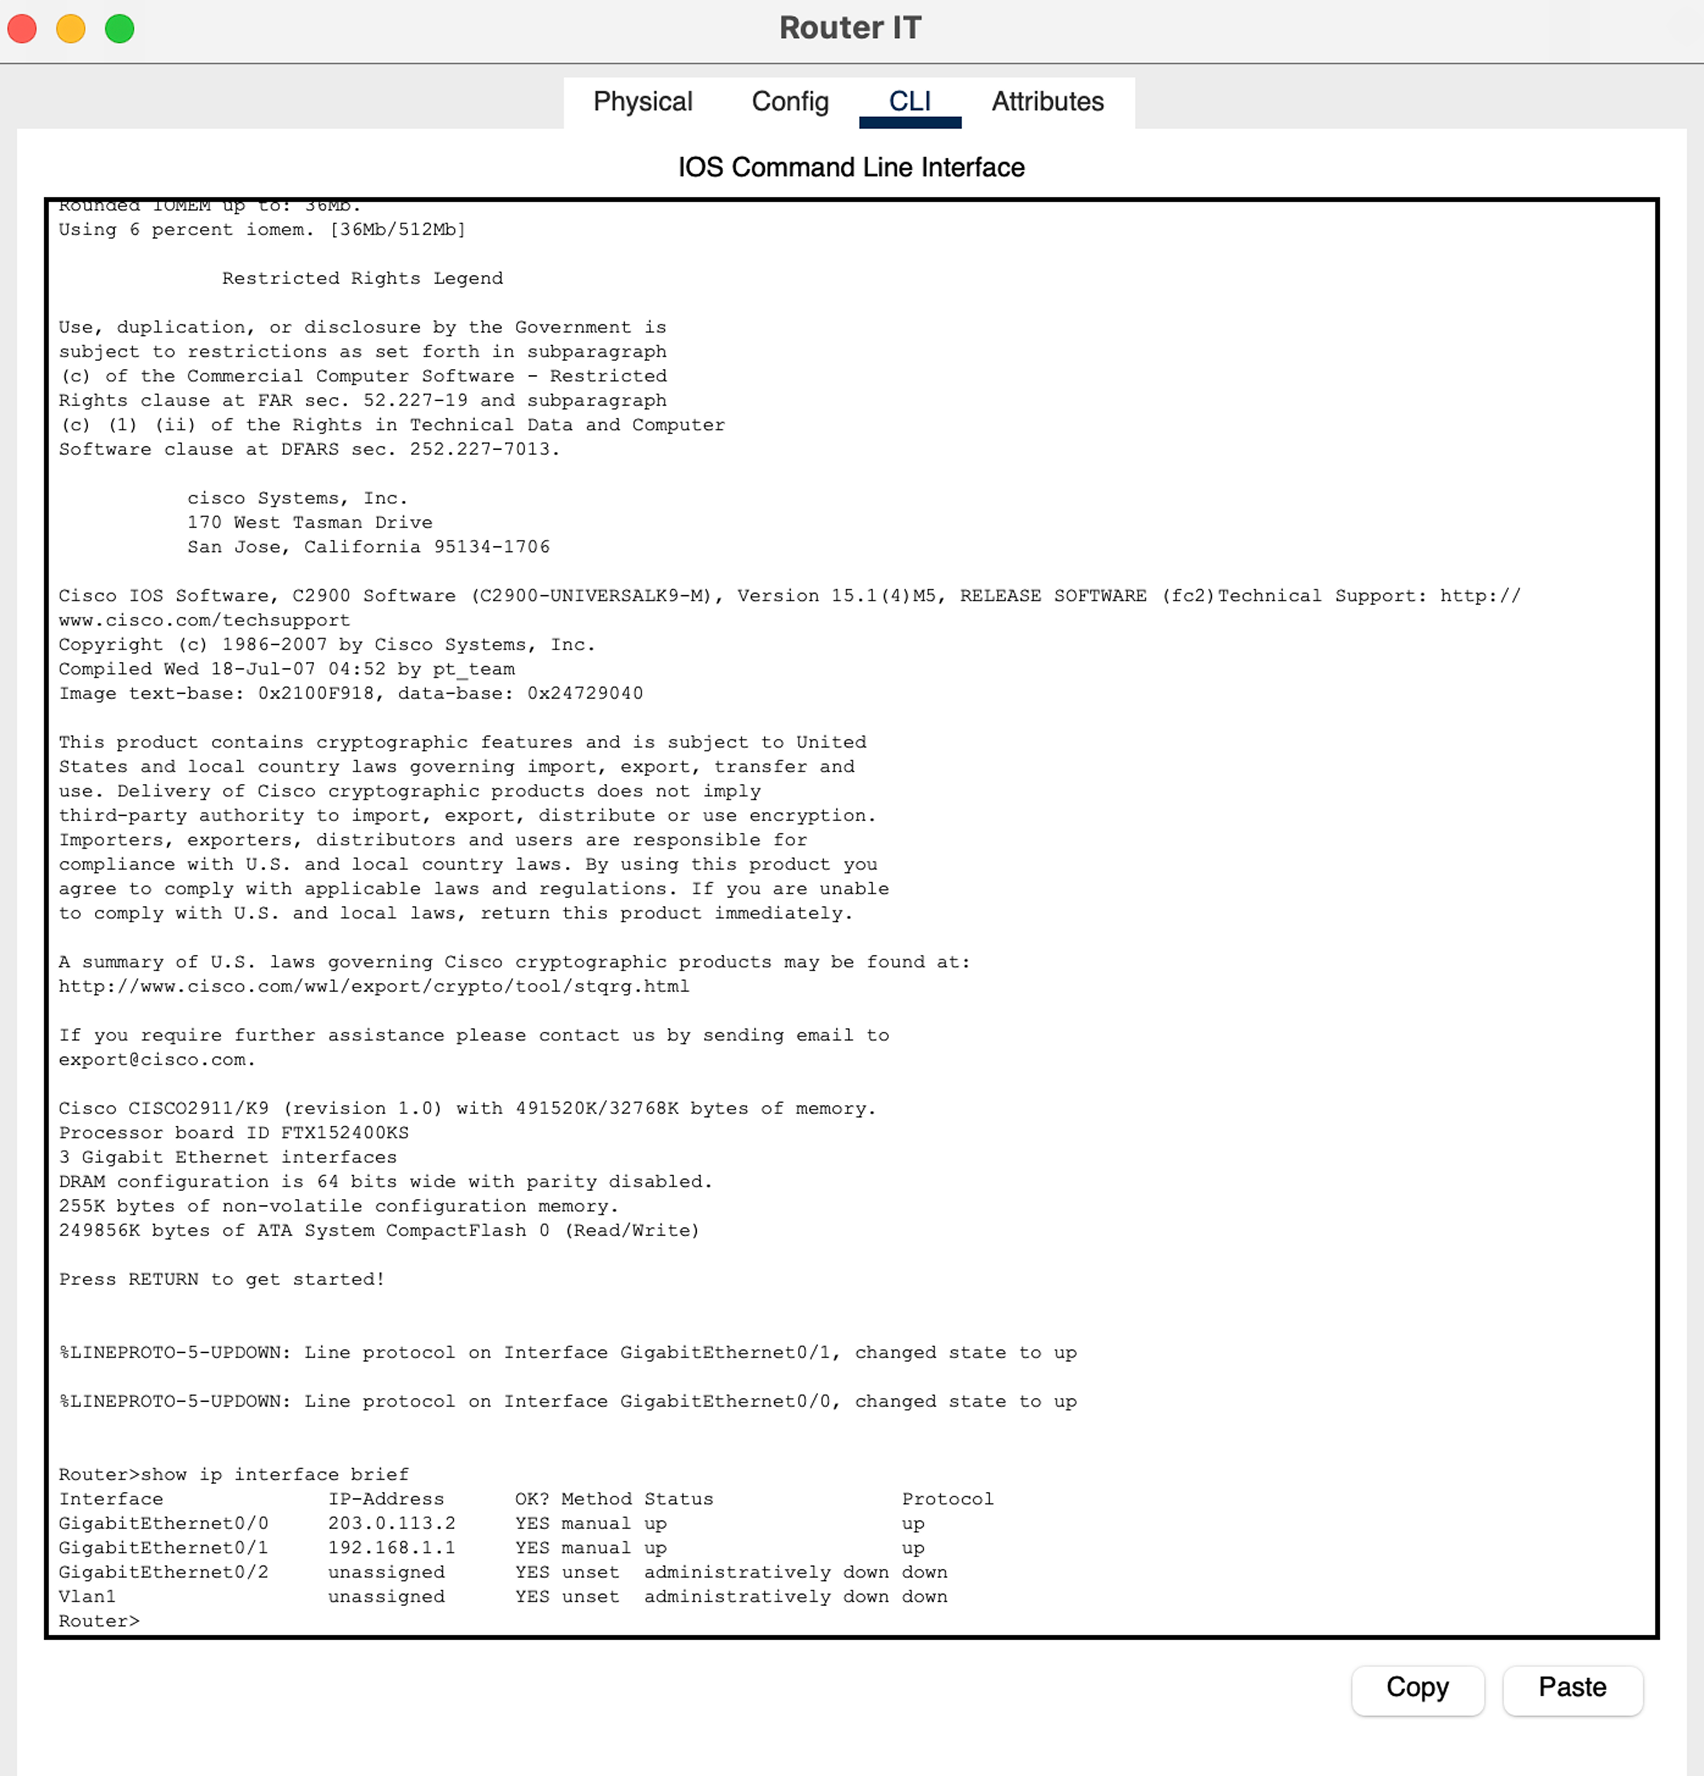 Router IT
Physical Config CLI Attributes
IOS Command Line Interface
Rounded IOMEM up to: 36Mb.
Using 6 percent iomem. [36Mb/512Mb]
Restricted Rights Legend
Use, duplication, or disclosure by the Government is
subject to restrictions as set forth in subparagraph
(c) of the Commercial Computer Software - Restricted
Rights clause at FAR sec. 52.227-19 and subparagraph
(c) (1) (ii) of the Rights in Technical Data and Computer
Software clause at DFARS sec. 252.227-7013.
cisco Systems, Inc.
170 West Tasman Drive
San Jose, California 95134-1706
Cisco IOS Software, C2900 Software (C2900-UNIVERSALK9-M), Version 15.1(4)M5, RELEASE SOFTWARE (fc2)Technical Support: http://
www.cisco.com/techsupport
Copyright (c) 1986-2007 by Cisco Systems, Inc.
Compiled Wed 18-Jul-07 04:52 by pt_team
Image text-base: 0x2100F918, data-base: 0x24729040
This product contains cryptographic features and is subject to United
States and local country laws governing import, export, transfer and
use. Delivery of Cisco cryptographic products does not imply
third-party authority to import, export, distribute or use encryption.
Importers, exporters, distributors and users are responsible for
compliance with U.S. and local country laws. By using this product you
agree to comply with applicable laws and regulations. If you are unable
to comply with U.S. and local laws, return this product immediately.
A summary of U.S. laws governing Cisco cryptographic products may be found at:
http://www.cisco.com/wwl/export/crypto/tool/stqrg.html
If you require further assistance please contact us by sending email to
export@cisco.com.
Cisco CISCO2911/K9 (revision 1.0) with 491520K/32768K bytes of memory.
Processor board ID FTX152400KS
3 Gigabit Ethernet interfaces
DRAM configuration is 64 bits wide with parity disabled.
255K bytes of non-volatile configuration memory.
249856K bytes of ATA System CompactFlash 0 (Read/Write)
Press RETURN to get started!
%LINEPROTO-5-UPDOWN: Line protocol on Interface GigabitEthernet0/1, changed state to up
%LINEPROTO-5-UPDOWN: Line protocol on Interface GigabitEthernet0/0, changed state to up
Router>show ip interface brief
Interface IP-Address OK? Method Status Protocol
GigabitEthernet0/0 203.0.113.2 YES manual up up
GigabitEthernet0/1 192.168.1.1 YES manual up up
GigabitEthernet0/2 unassigned YES unset administratively down down
Vlan1 unassigned YES unset administratively down down
Router>
Copy Paste